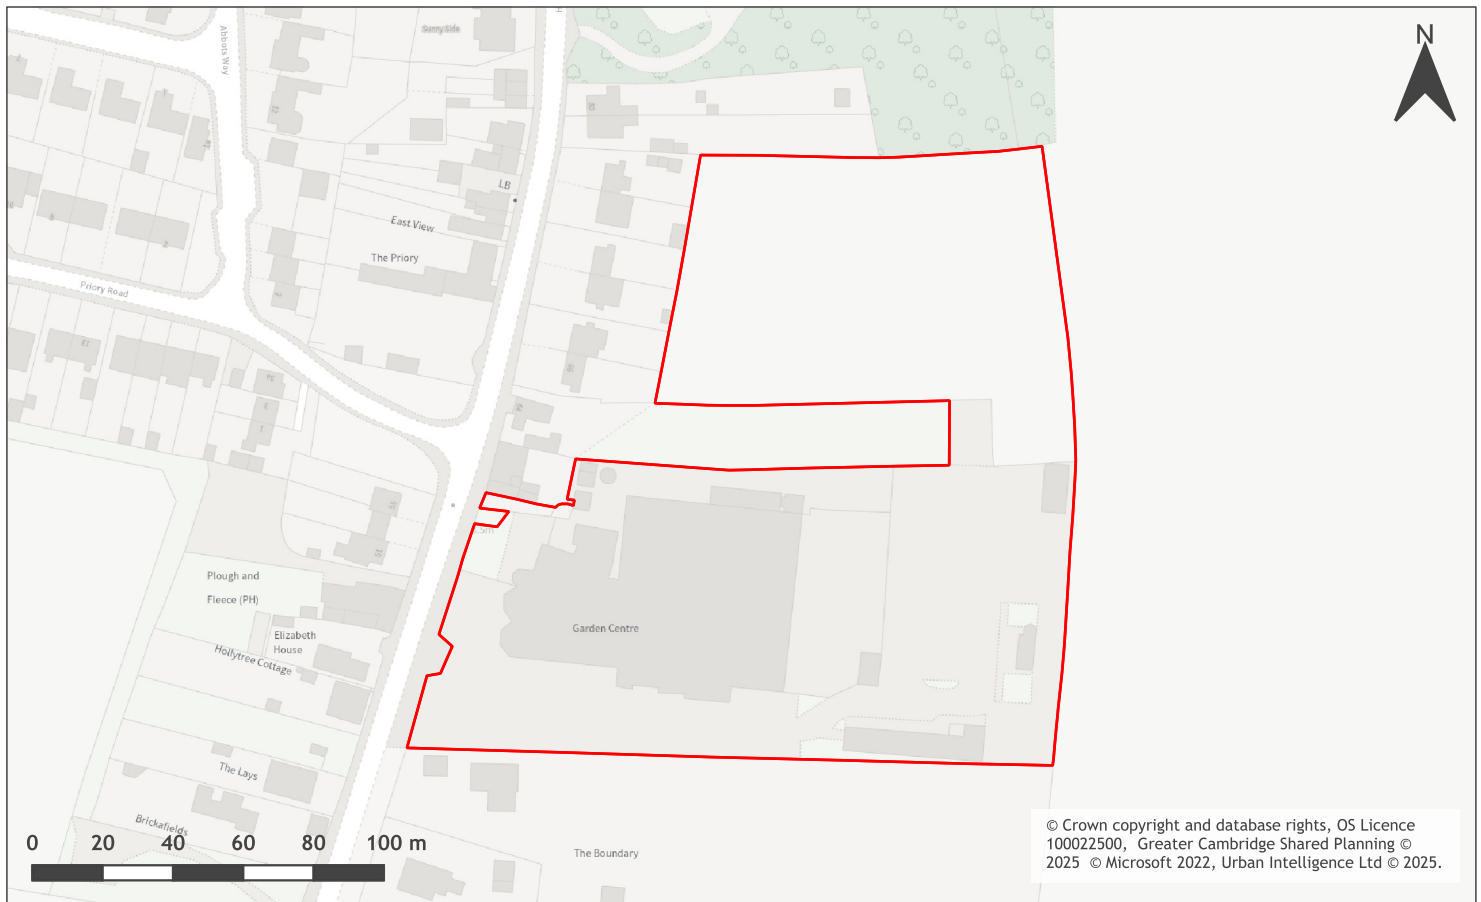 Sunny Side
Abbots Way
N
LB
East View
The Priory
Priory Road
Plough and
Fleece (PH)
Elizabeth
House
Hollytree Cottage
Garden Centre
The Lays
Brickafields
The Boundary
0 20 40 60 80 100 m
© Crown copyright and database rights, OS Licence
100022500, Greater Cambridge Shared Planning ©
2025 © Microsoft 2022, Urban Intelligence Ltd © 2025.